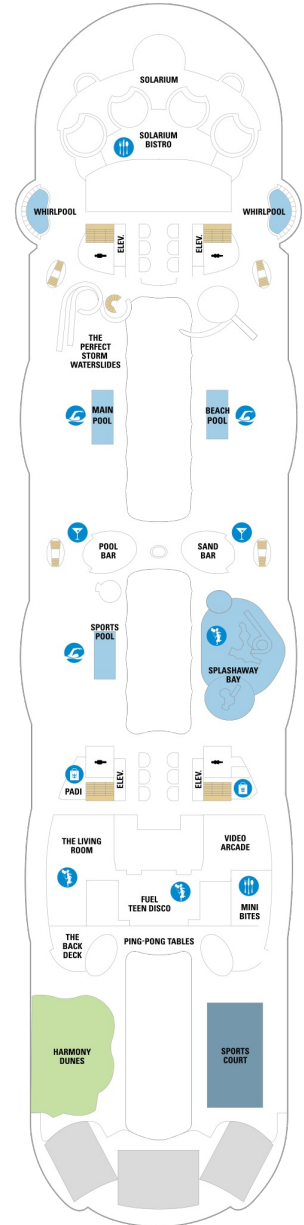 SOLARIUM
SOLARIUM
BISTRO
WHIRLPOOL
WHIRLPOOL
ELEV.
ELEV.
THE
PERFECT
STORM
WATERSLIDES
MAIN
POOL
BEACH
POOL
POOL
BAR
SAND
BAR
SPORTS
POOL
SPLASHAWAY
BAY
PADI
ELEV.
ELEV.
THE LIVING
ROOM
VIDEO
ARCADE
FUEL
TEEN DISCO
MINI
BITES
THE
BACK
DECK
PING-PONG TABLES
HARMONY
DUNES
SPORTS
COURT